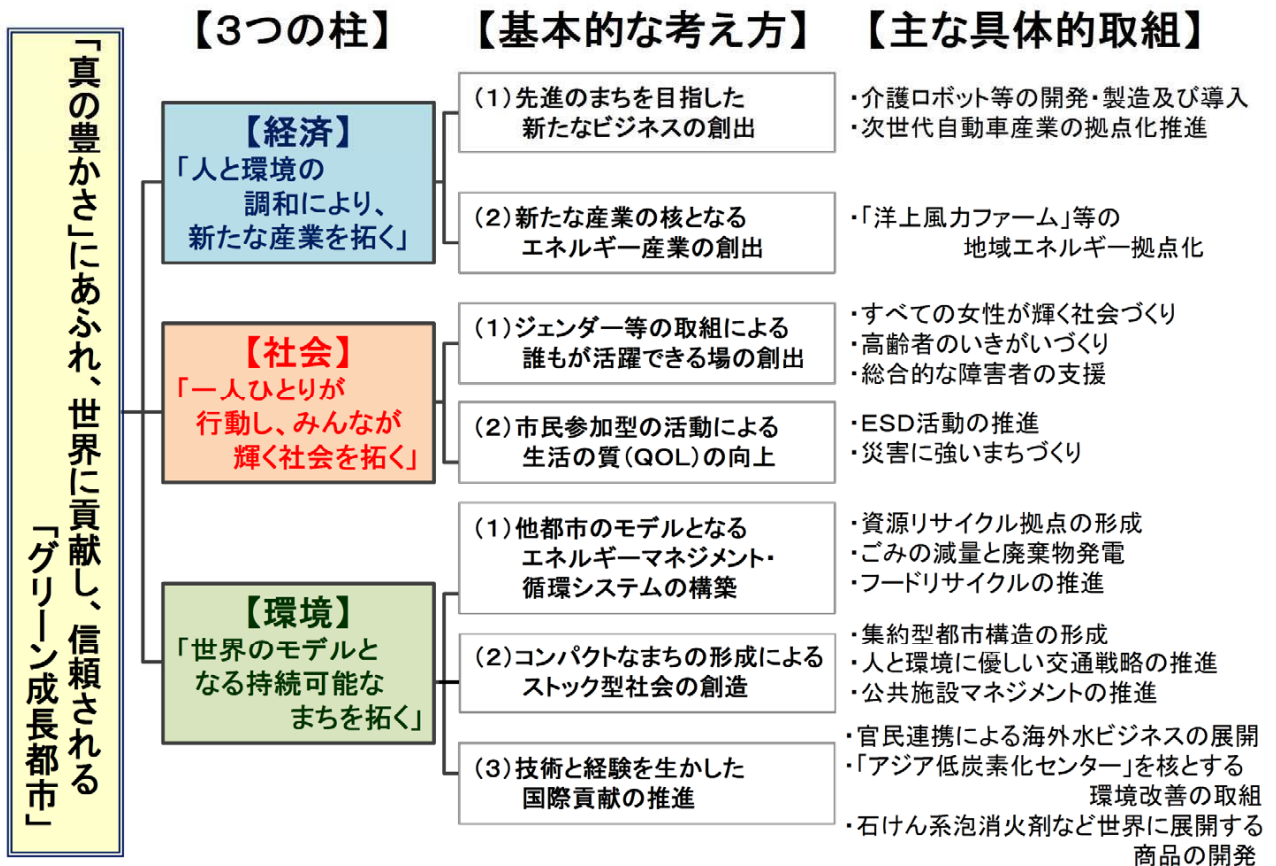 「真の豊かさ」にあふれ、世界に貢献し、信頼される
「グリーン成長都市」
【3つの柱】
【基本的な考え方】
【主な具体的取組】
【経済】
「人と環境の
調和により、
新たな産業を拓く」
(1)先進のまちを目指した
新たなビジネスの創出
・介護ロボット等の開発・製造及び導入
・次世代自動車産業の拠点化推進
(2)新たな産業の核となる
エネルギー産業の創出
・「洋上風力ファーム」等の
地域エネルギー拠点化
【社会】
「一人ひとりが
行動し、みんなが
輝く社会を拓く」
(1)ジェンダー等の取組による
誰もが活躍できる場の創出
・すべての女性が輝く社会づくり
・高齢者のいきがいづくり
・総合的な障害者の支援
(2)市民参加型の活動による
生活の質(QOL)の向上
・ESD活動の推進
・災害に強いまちづくり
【環境】
「世界のモデルと
なる持続可能な
まちを拓く」
(1)他都市のモデルとなる
エネルギーマネジメント・
循環システムの構築
・資源リサイクル拠点の形成
・ごみの減量と廃棄物発電
・フードリサイクルの推進
(2)コンパクトなまちの形成による
ストック型社会の創造
・集約型都市構造の形成
・人と環境に優しい交通戦略の推進
・公共施設マネジメントの推進
(3)技術と経験を生かした
国際貢献の推進
・官民連携による海外水ビジネスの展開
・「アジア低炭素化センター」を核とする
環境改善の取組
・石けん系泡消火剤など世界に展開する
商品の開発